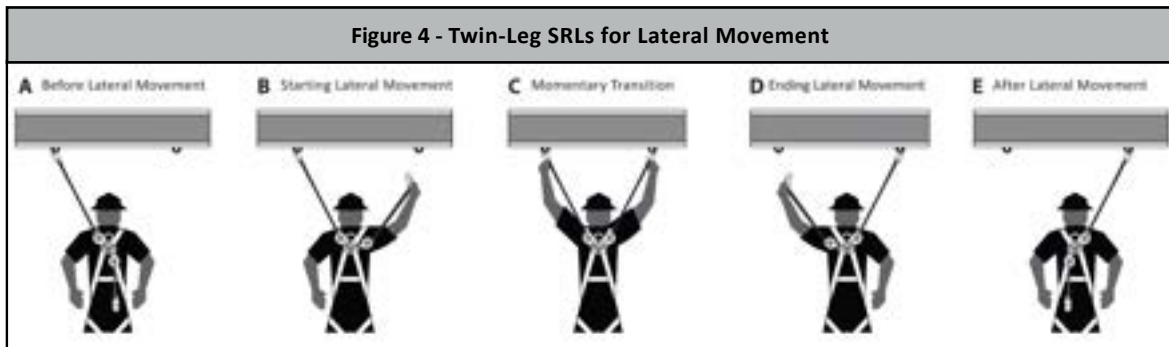 Figure 4 - Twin-Leg SRLs for Lateral Movement
A Before Lateral Movement
B Starting Lateral Movement
C Momentary Transition
D Ending Lateral Movement
E After Lateral Movement